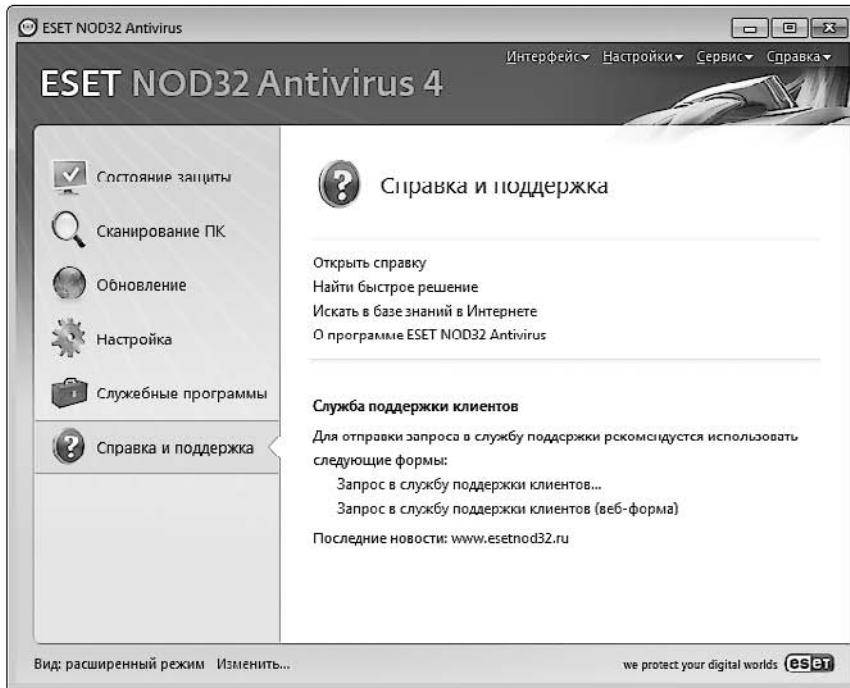 ESET NOD32 Antivirus
Интерфейс Настройки Сервис Справка
ESET NOD32 Antivirus 4
Состояние защиты
Сканирование ПК
Обновление
Настройка
Служебные программы
Справка и поддержка
Справка и поддержка
Открыть справку
Найти быстрое решение
Искать в базе знаний в Интернете
О программе ESET NOD32 Antivirus
Служба поддержки клиентов
Для отправки запроса в службу поддержки рекомендуется использовать
следующие формы:
Запрос в службу поддержки клиентов...
Запрос в службу поддержки клиентов (веб-форма)
Последние новости: www.esetnod32.ru
Вид: расширенный режим Изменить...
we protect your digital worlds eset